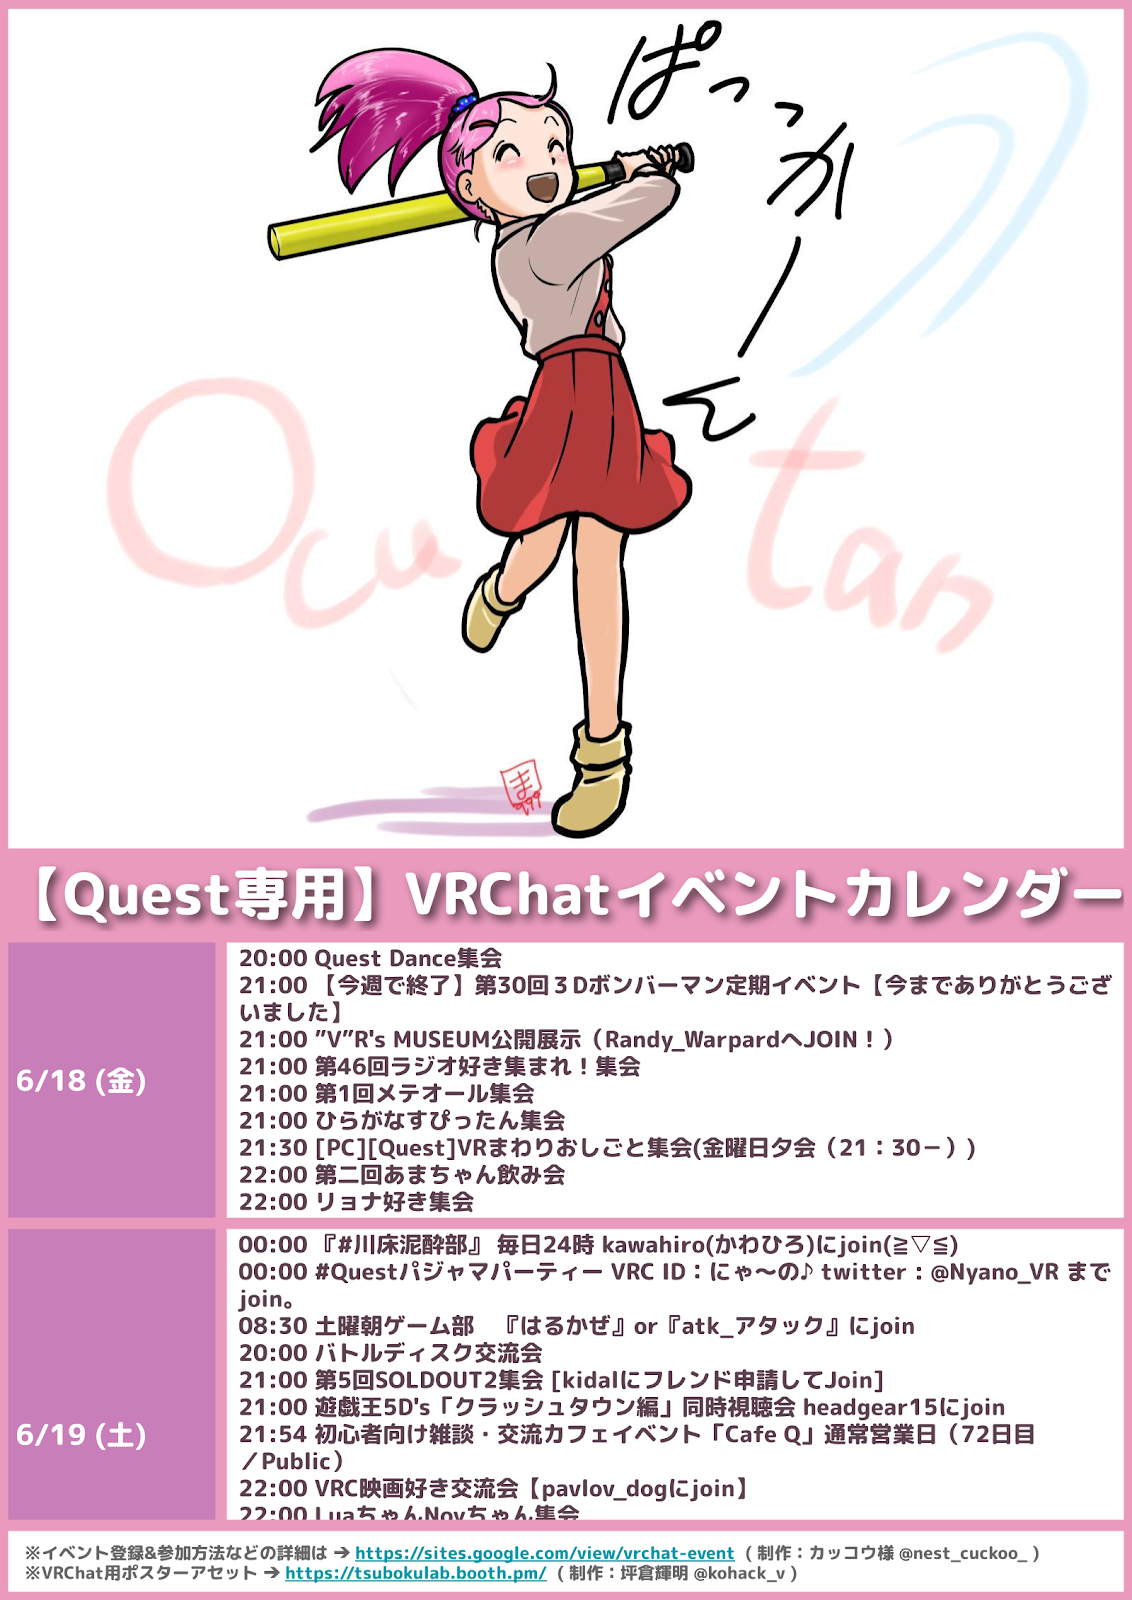 ぱっっ
かーん
Ocu tan
ま
999
【Quest専用】VRChatイベントカレンダー
6/18 (金)
20:00 Quest Dance集会
21:00 【今週で終了】第30回３Dボンバーマン定期イベント【今までありがとうござ
いました】
21:00 ”V”R's MUSEUM公開展示（Randy_WarpardへJOIN！）
21:00 第46回ラジオ好き集まれ！集会
21:00 第1回メテオール集会
21:00 ひらがなすぴったん集会
21:30 [PC][Quest]VRまわりおしごと集会(金曜日夕会（21：30－）)
22:00 第二回あまちゃん飲み会
22:00 リョナ好き集会
6/19 (土)
00:00 『#川床泥酔部』 毎日24時 kawahiro(かわひろ)にjoin(≧▽≦)
00:00 #Questパジャマパーティー VRC ID：にゃ〜の♪ twitter : @Nyano_VR まで
join。
08:30 土曜朝ゲーム部　『はるかぜ』or『atk_アタック』にjoin
20:00 バトルディスク交流会
21:00 第5回SOLDOUT2集会 [kidalにフレンド申請してJoin]
21:00 遊戯王5D's「クラッシュタウン編」同時視聴会 headgear15にjoin
21:54 初心者向け雑談・交流カフェイベント「Cafe Q」通常営業日（72日目
／Public）
22:00 VRC映画好き交流会【pavlov_dogにjoin】
22:00 LuaちゃんNovちゃん集会
※イベント登録&参加方法などの詳細は ➔ https://sites.google.com/view/vrchat-event （制作：カッコウ様 @nest_cuckoo_ ）
※VRChat用ポスターアセット ➔ https://tsubokulab.booth.pm/ （制作：坪倉輝明 @kohack_v ）